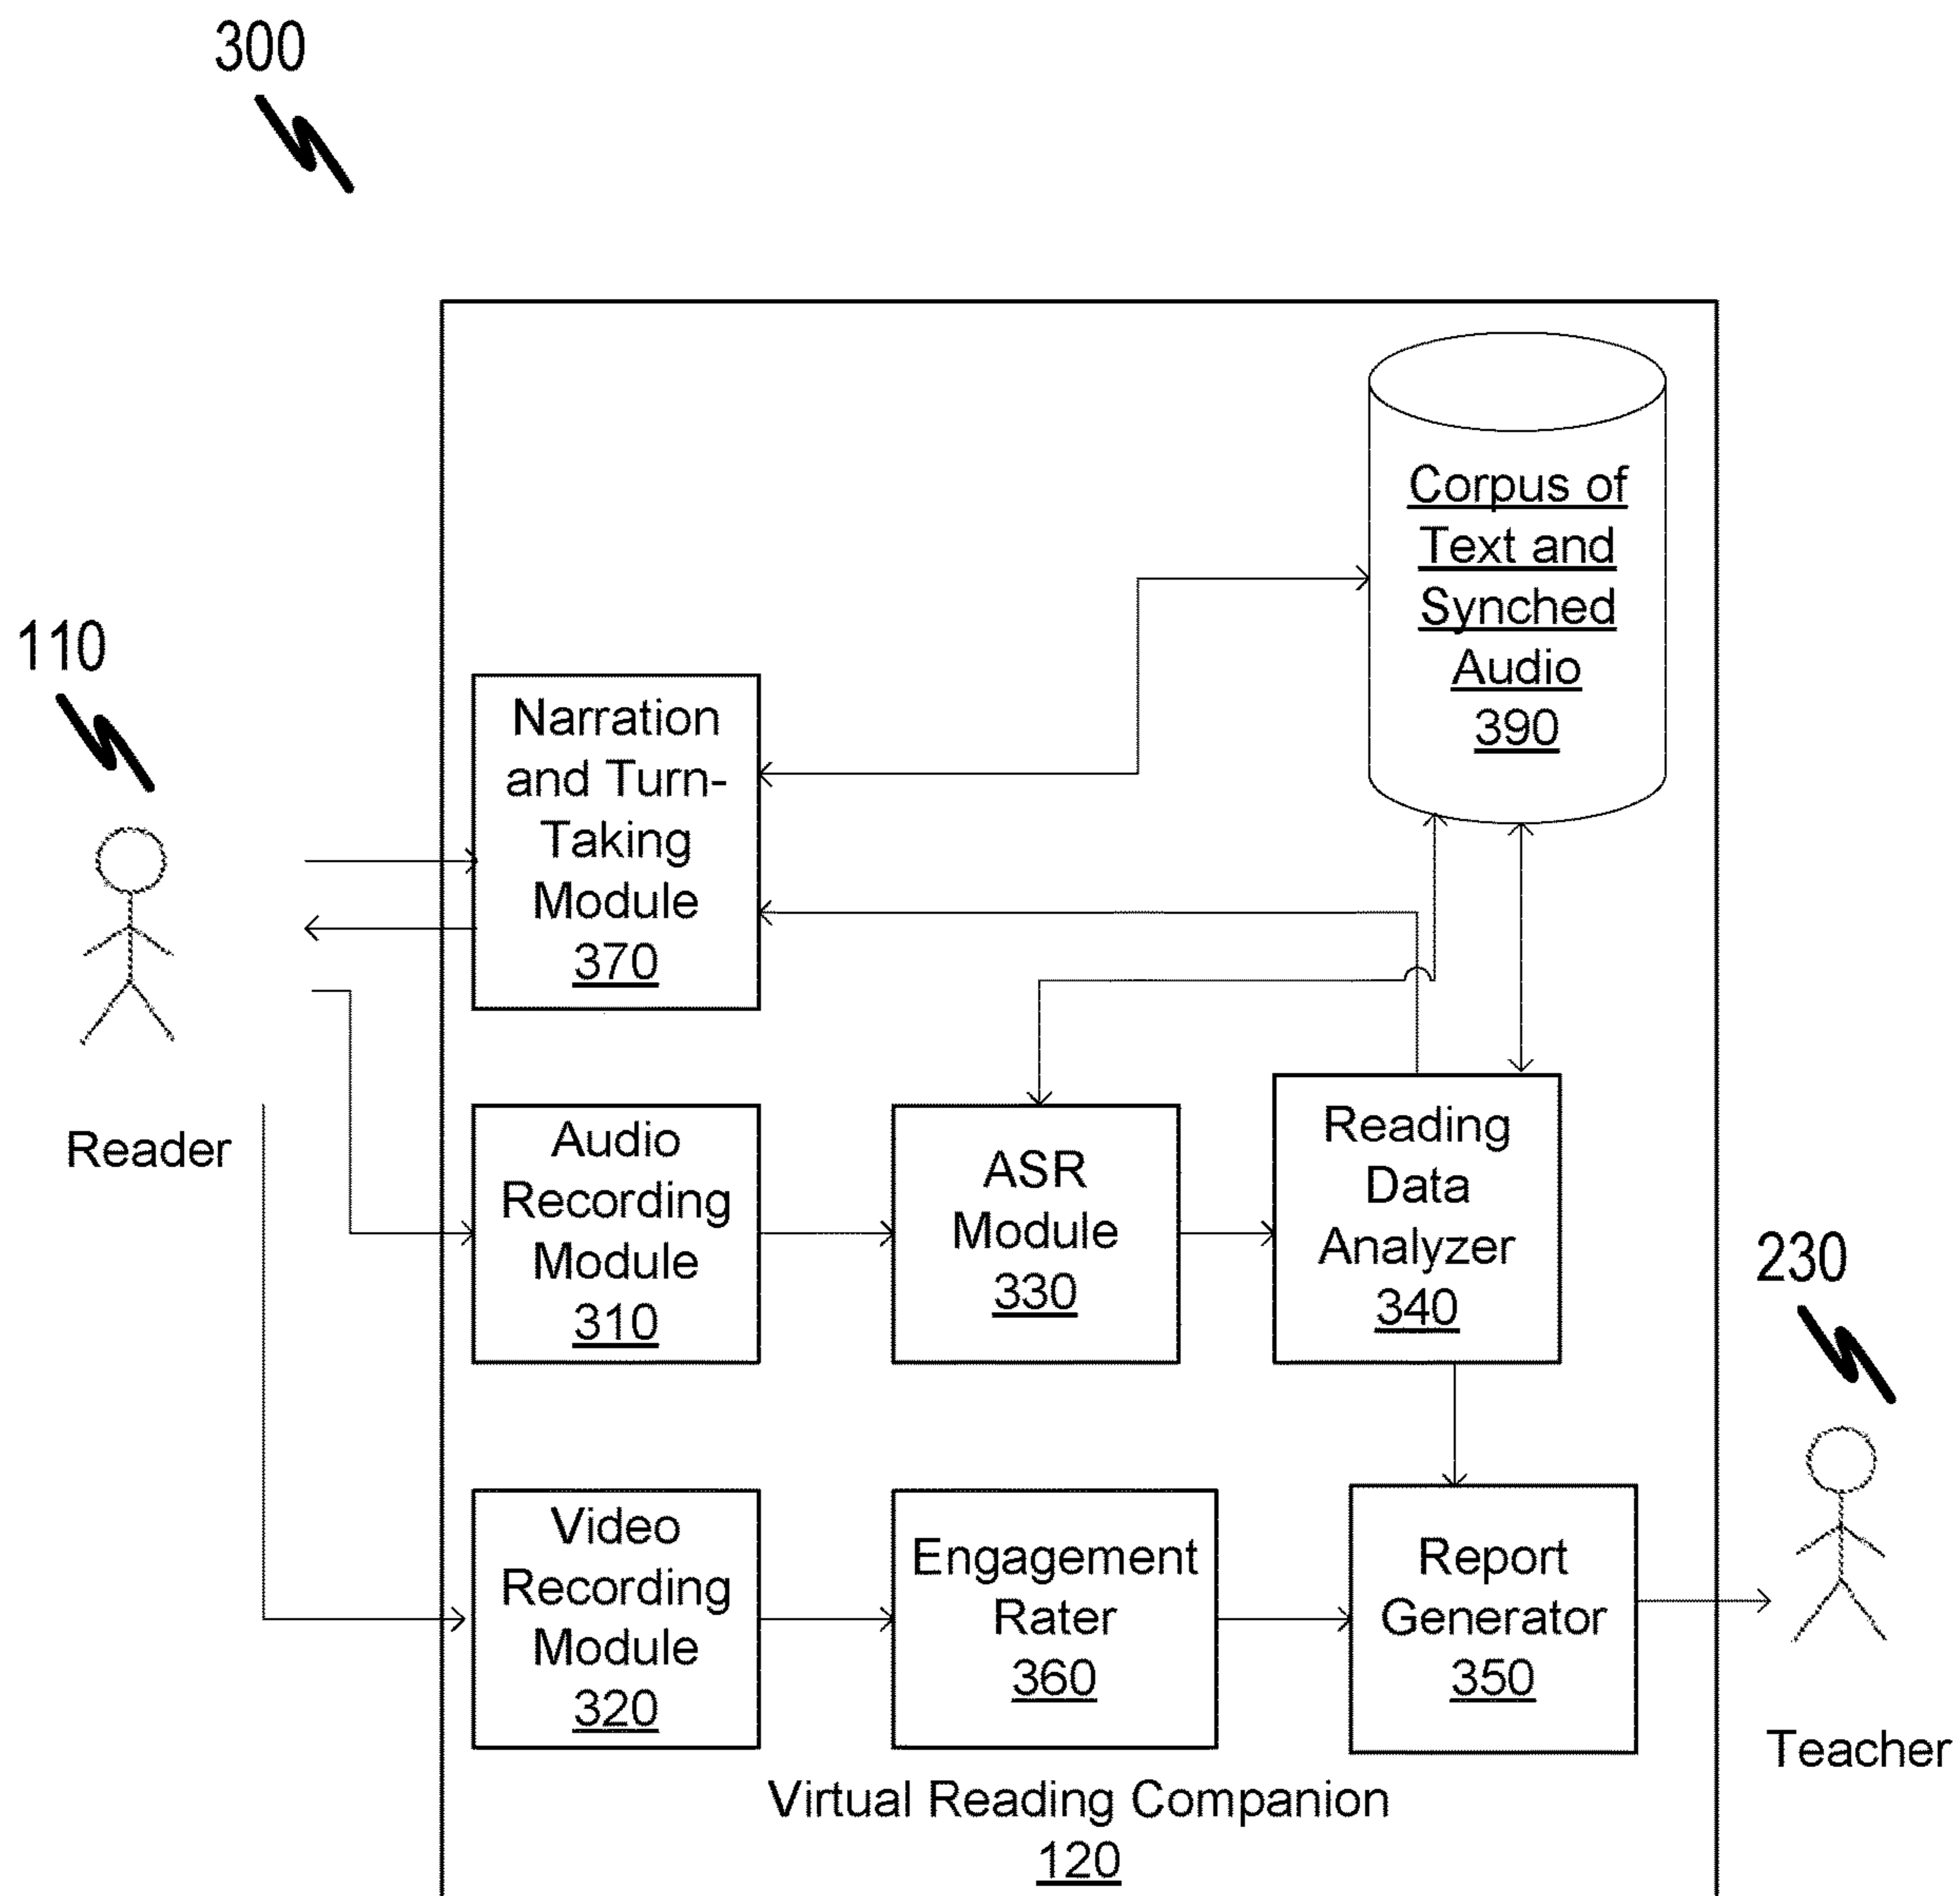 300
Corpus of
Text and
Synched
Audio
390
110
Narration
and Turn-
Taking
Module
370
Reader
Audio
Recording
Module
310
ASR
Module
330
Reading
Data
Analyzer
340
230
Video
Recording
Module
320
Engagement
Rater
360
Report
Generator
350
Teacher
Virtual Reading Companion
120